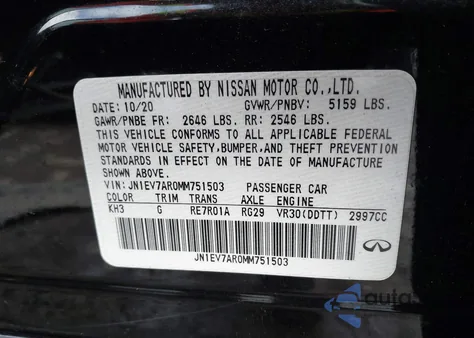 MANUFACTURED BY NISSAN MOTOR CO.,LTD.
DATE: 10/20 GVWR/PNBV: 5159 LBS.
GAWR/PNBE FR: 2646 LBS. RR: 2546 LBS.
THIS VEHICLE CONFORMS TO ALL APPLICABLE FEDERAL
MOTOR VEHICLE SAFETY,BUMPER,AND THEFT PREVENTION
STANDARDS IN EFFECT ON THE DATE OF MANUFACTURE
SHOWN ABOVE.
VIN: JN1EV7AR0MM751503 PASSENGER CAR
COLOR TRIM TRANS AXLE ENGINE
KH3 G RE7R01A RG29 VR30(DDTT) 2997CC
JN1EV7AR0MM751503